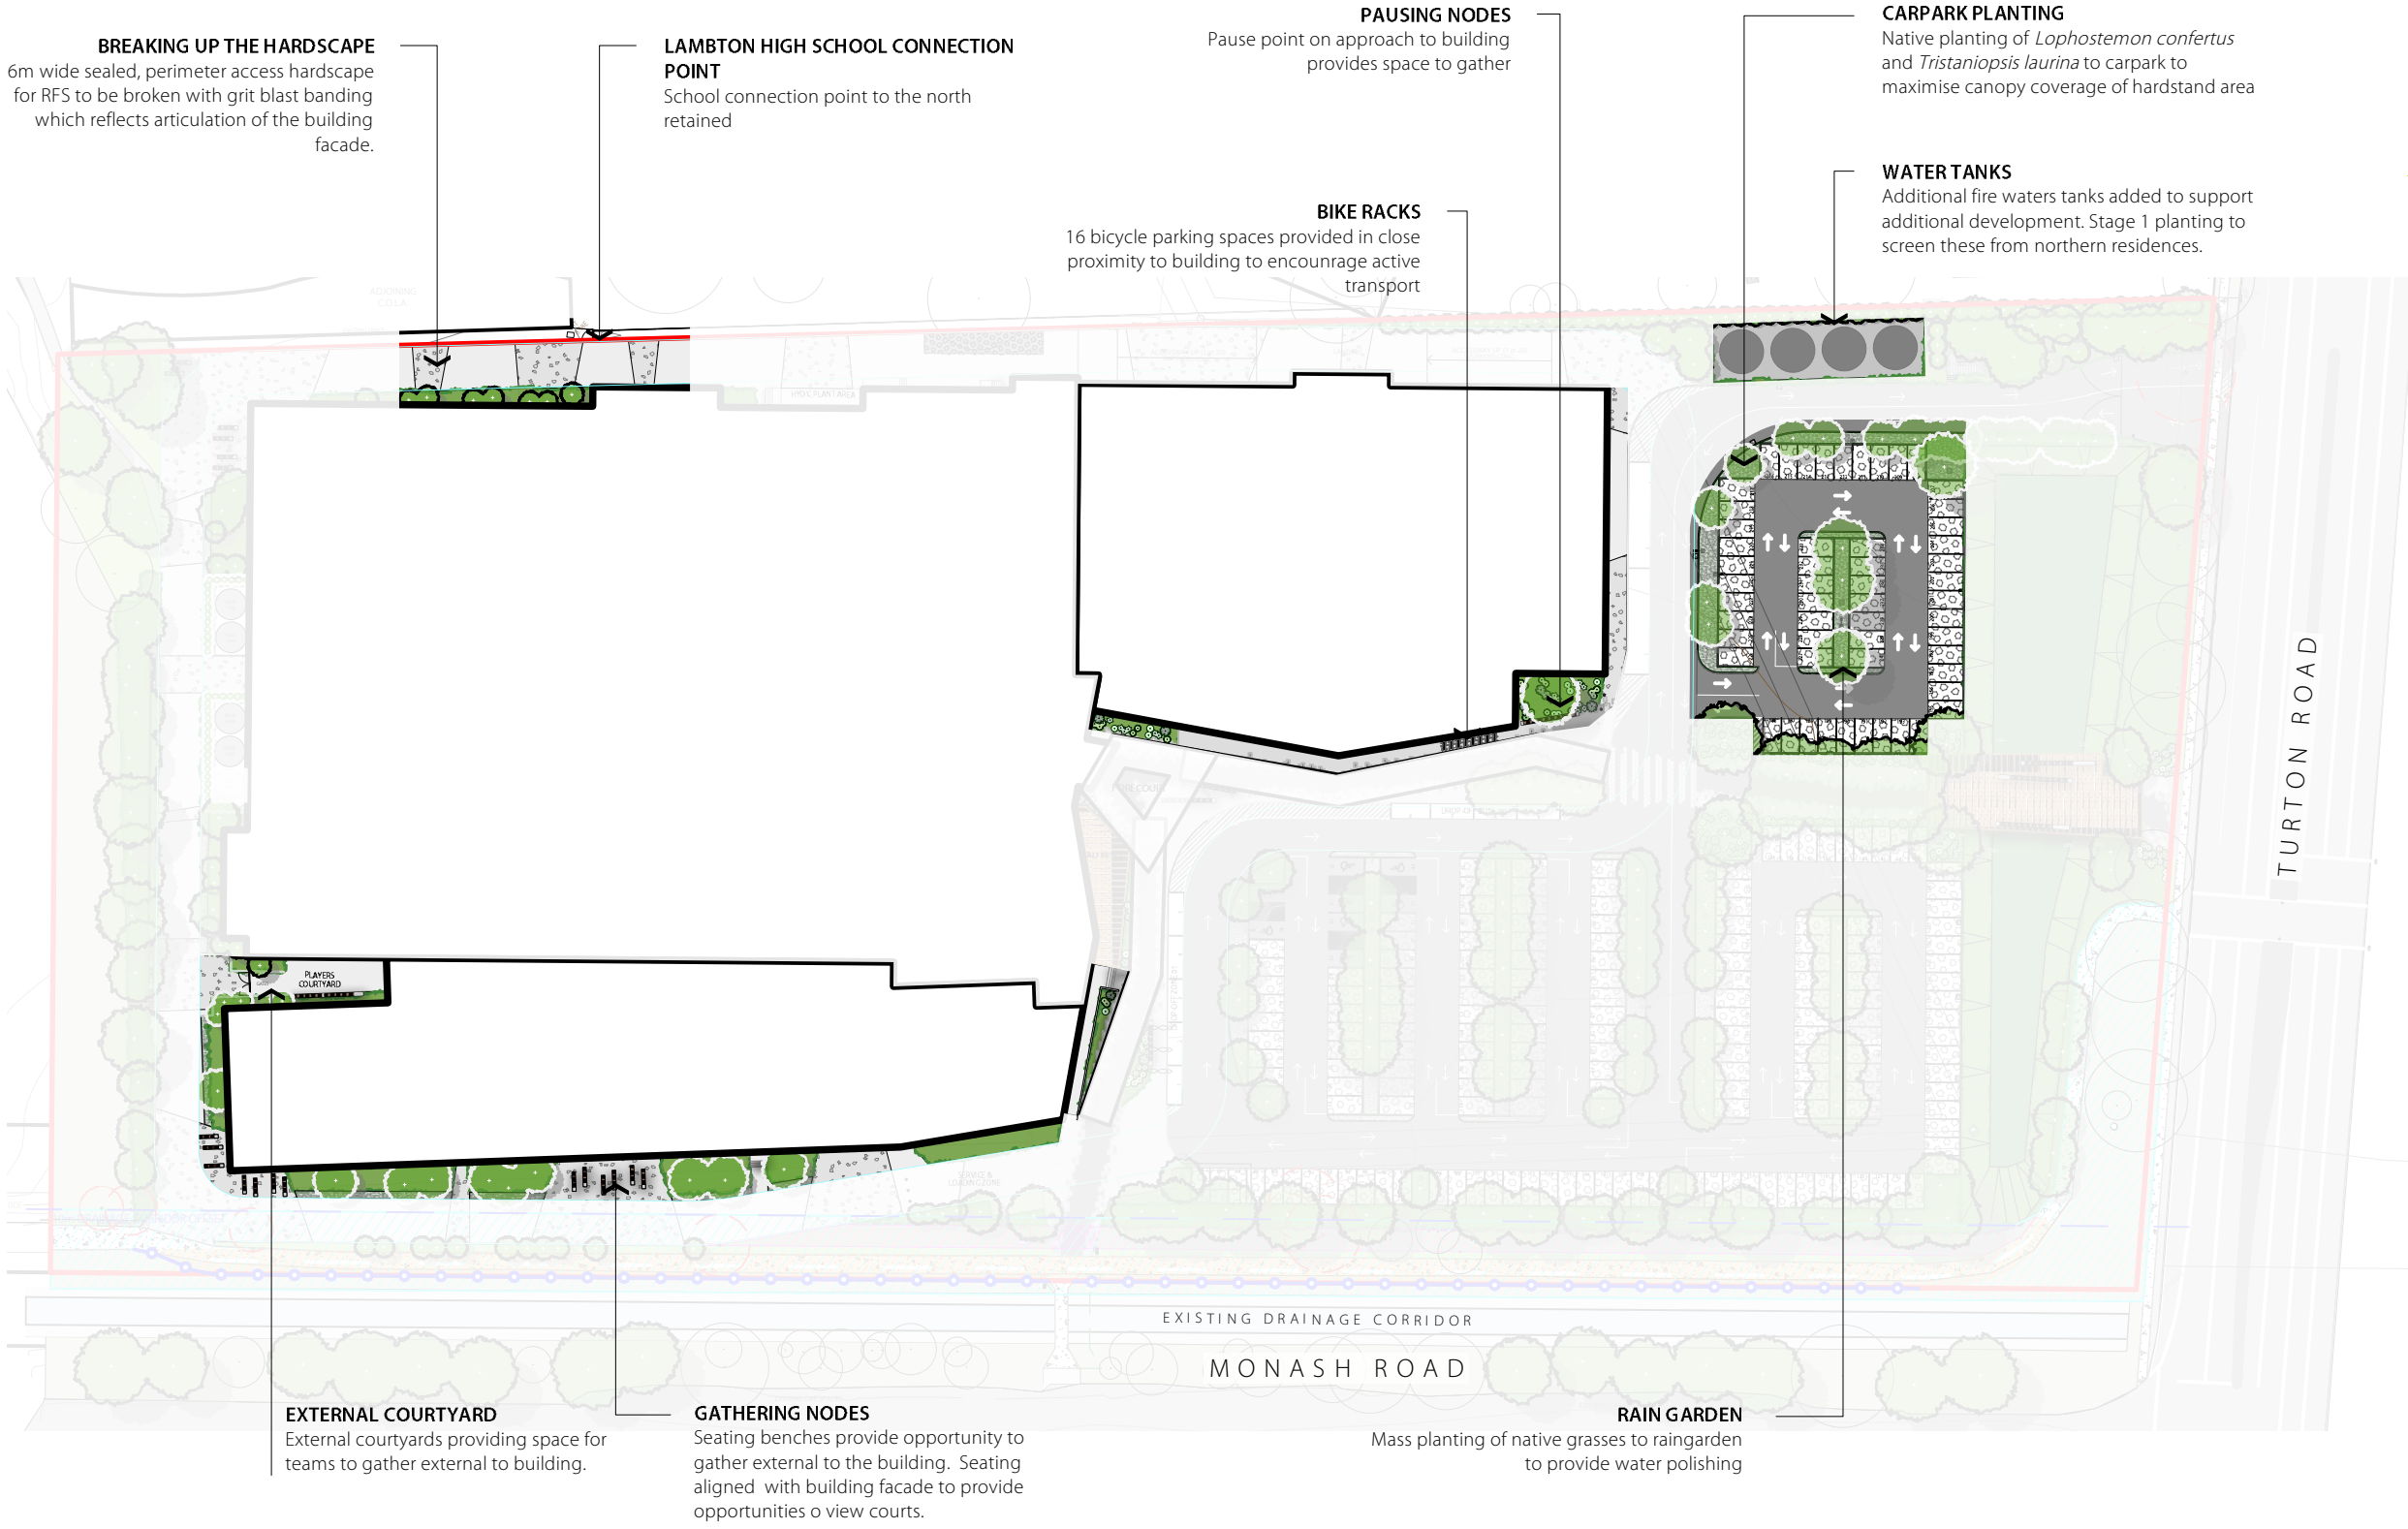 BREAKING UP THE HARDSCAPE
6m wide sealed, perimeter access hardscape
for RFS to be broken with grit blast banding
which reflects articulation of the building
facade.
LAMBTON HIGH SCHOOL CONNECTION
POINT
School connection point to the north
retained
PAUSING NODES
Pause point on approach to building
provides space to gather
CARPARK PLANTING
Native planting of Lophostemon confertus
and Tristaniopsis laurina to carpark to
maximise canopy coverage of hardstand area
WATER TANKS
Additional fire waters tanks added to support
additional development. Stage 1 planting to
screen these from northern residences.
BIKE RACKS
16 bicycle parking spaces provided in close
proximity to building to encounrage active
transport
ADJOINING
C.O.L.A.
HYDIC PLANT AREA
TURTON ROAD
PLAYERS
COURTYARD
SERVICE &
LOADING ZONE
EXISTING DRAINAGE CORRIDOR
MONASH ROAD
EXTERNAL COURTYARD
External courtyards providing space for
teams to gather external to building.
GATHERING NODES
Seating benches provide opportunity to
gather external to the building. Seating
aligned with building facade to provide
opportunities o view courts.
RAIN GARDEN
Mass planting of native grasses to raingarden
to provide water polishing